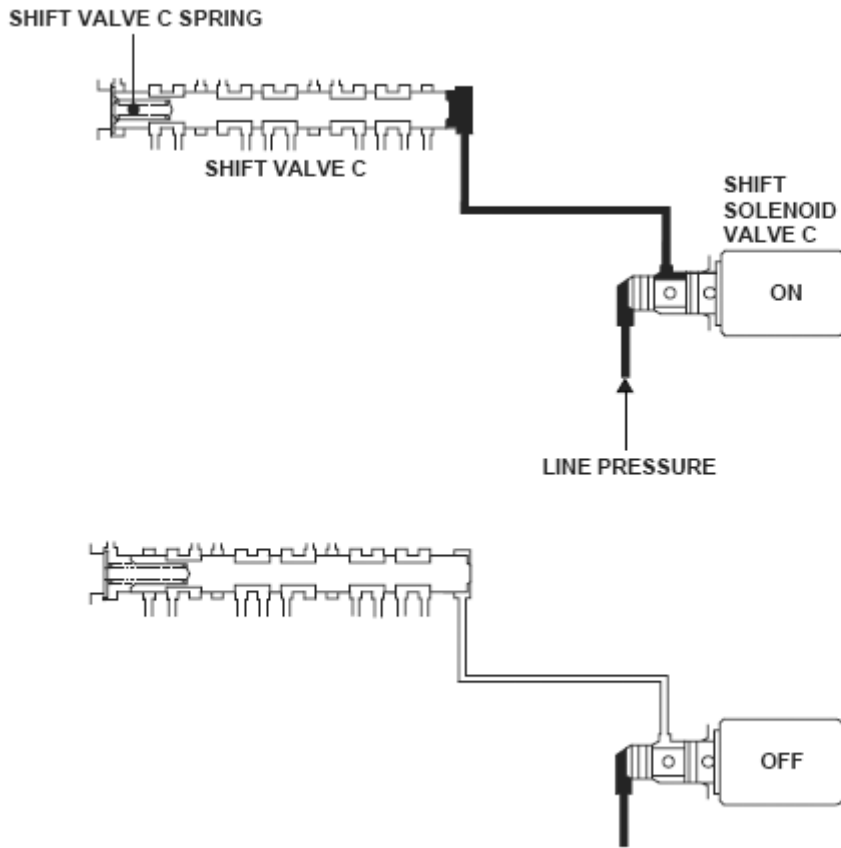 SHIFT VALVE C SPRING
SHIFT VALVE C
SHIFT
SOLENOID
VALVE C
ON
LINE PRESSURE
OFF